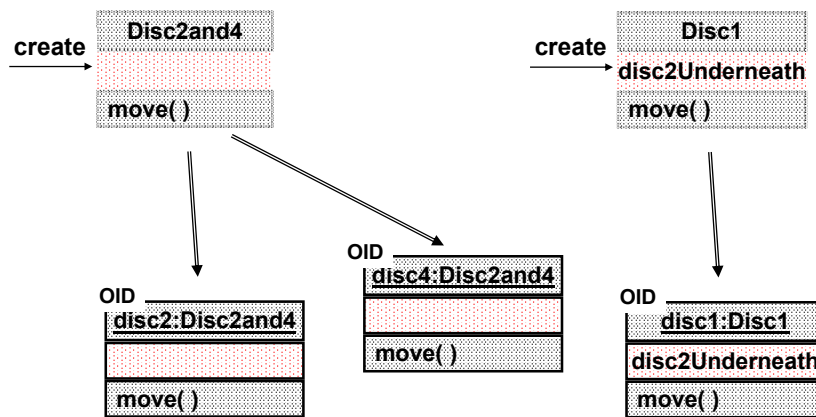 Disc2and4
create
move( )
Disc1
create
disc2Underneath
move( )
OID
disc2:Disc2and4
move( )
OID
disc4:Disc2and4
move( )
OID
disc1:Disc1
disc2Underneath
move( )